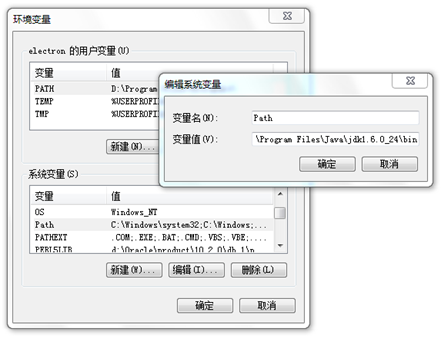 环境变量
electron 的用户变量(U)
变量 值
PATH D:\Program
TEMP %USERPROFI
TMP %USERPROFI
新建(N)...
系统变量(S)
变量 值
OS Windows_NT
Path C:\Windows\system32;C:\Windows;...
PATHEXT .COM;.EXE;.BAT;.CMD;.VBS;.VBE;....
PERL5LIB d:\Oracle\product\10.2.0\db_1\p
新建(W)... 编辑(I)... 删除(L)
确定 取消
编辑系统变量
变量名(N): Path
变量值(V): \Program Files\Java\jdk1.6.0_24\bin
确定 取消